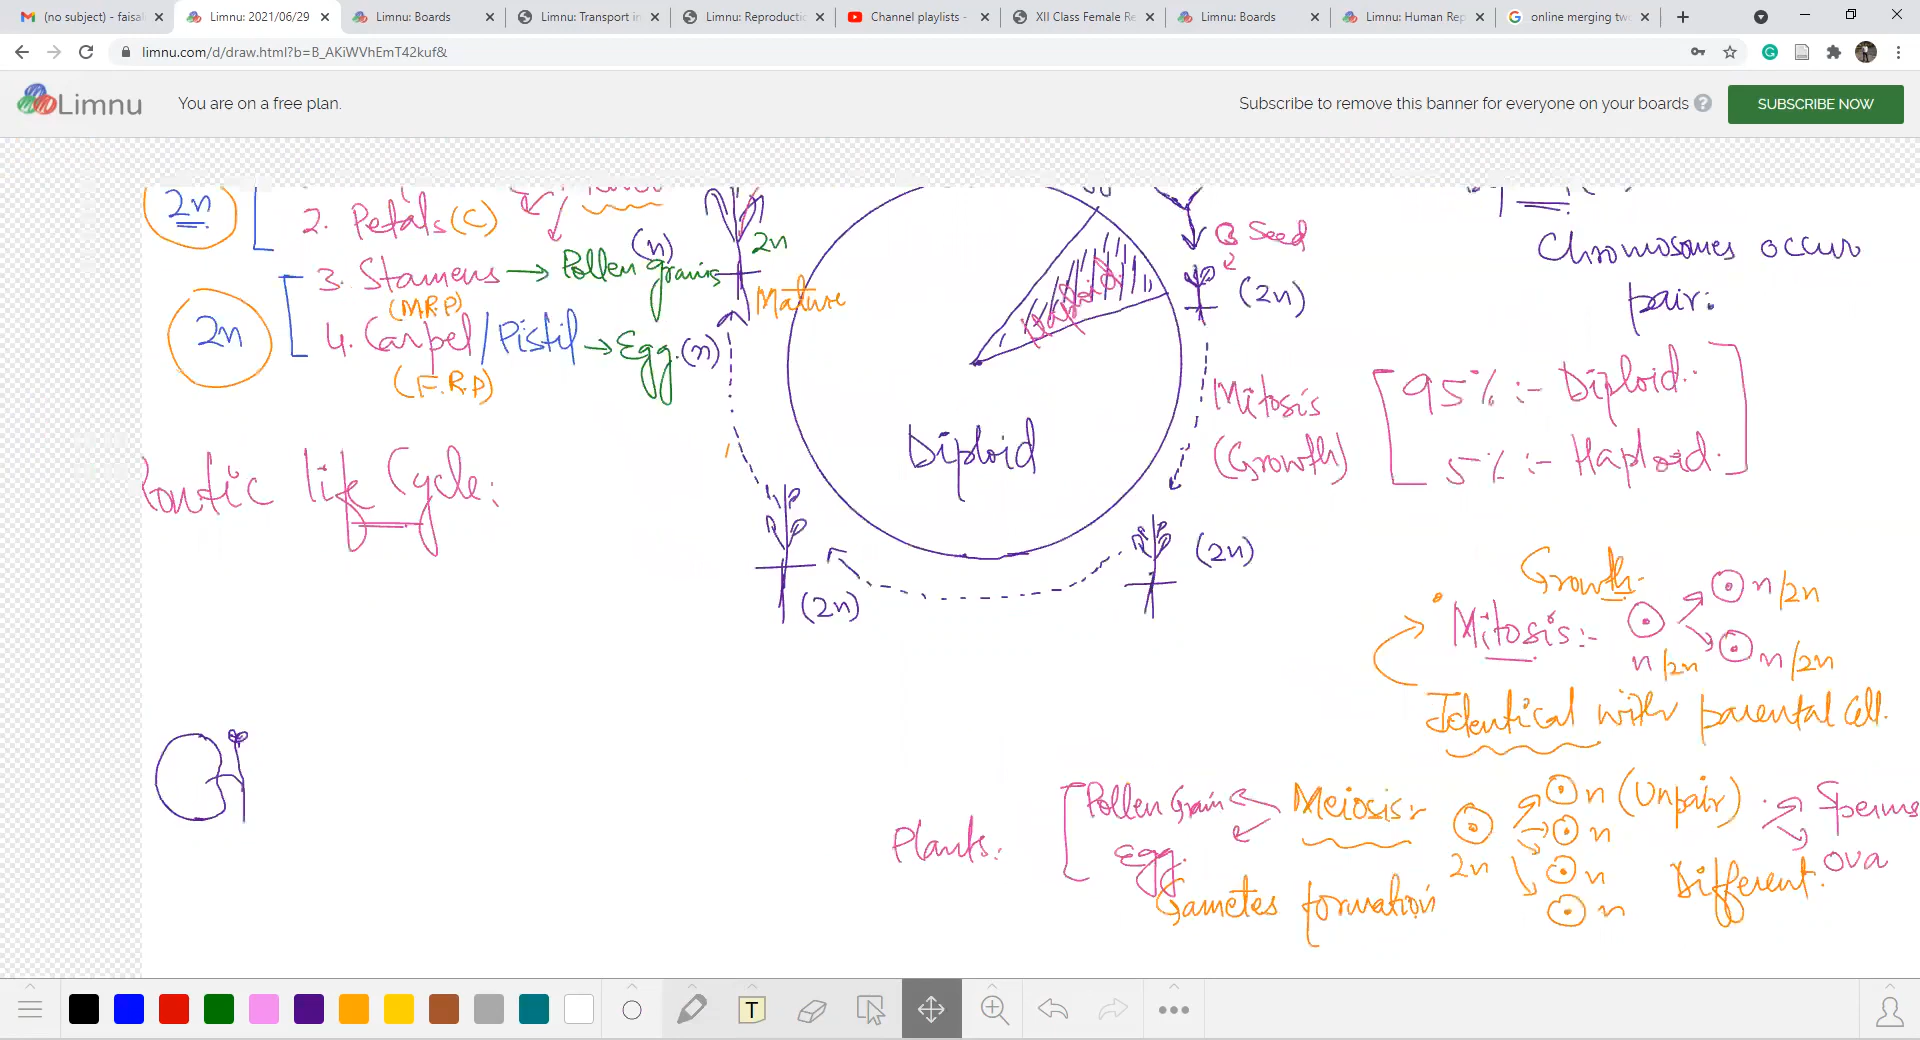 (no subject) - faisal
Limnu: 2021/06/29
Limnu: Boards
Limnu: Transport in
Limnu: Reproductio
Channel playlists -
XII Class Female Re
Limnu: Boards
Limnu: Human Rep
online merging two
limnu.com/d/draw.html?b=B_AKiWVhEmT42kuf&
Limnu
You are on a free plan.
Subscribe to remove this banner for everyone on your boards
SUBSCRIBE NOW
2n
2. Petals (C)
3. Stamens → Pollen grains (n)
(M.R.P)
2n
4. Carpel / Pistil → Egg. (n)
(F.R.P)
Life Cycle:
2n
Mature
Haploid
Diploid
Seed
(2n)
Mitosis
(Growth)
(2n)
(2n)
Chromosomes occur
pair:
95% :- Diploid.
5% :- Haploid.
Growth
Mitosis:-
n/2n
n/2n
n/2n
Identical with parental Cell.
Plants:
Pollen Grain
Egg.
Meiosis:
2n
n (Unpair)
n
n
n
Sperms
Ova
Different.
Gametes formation
T